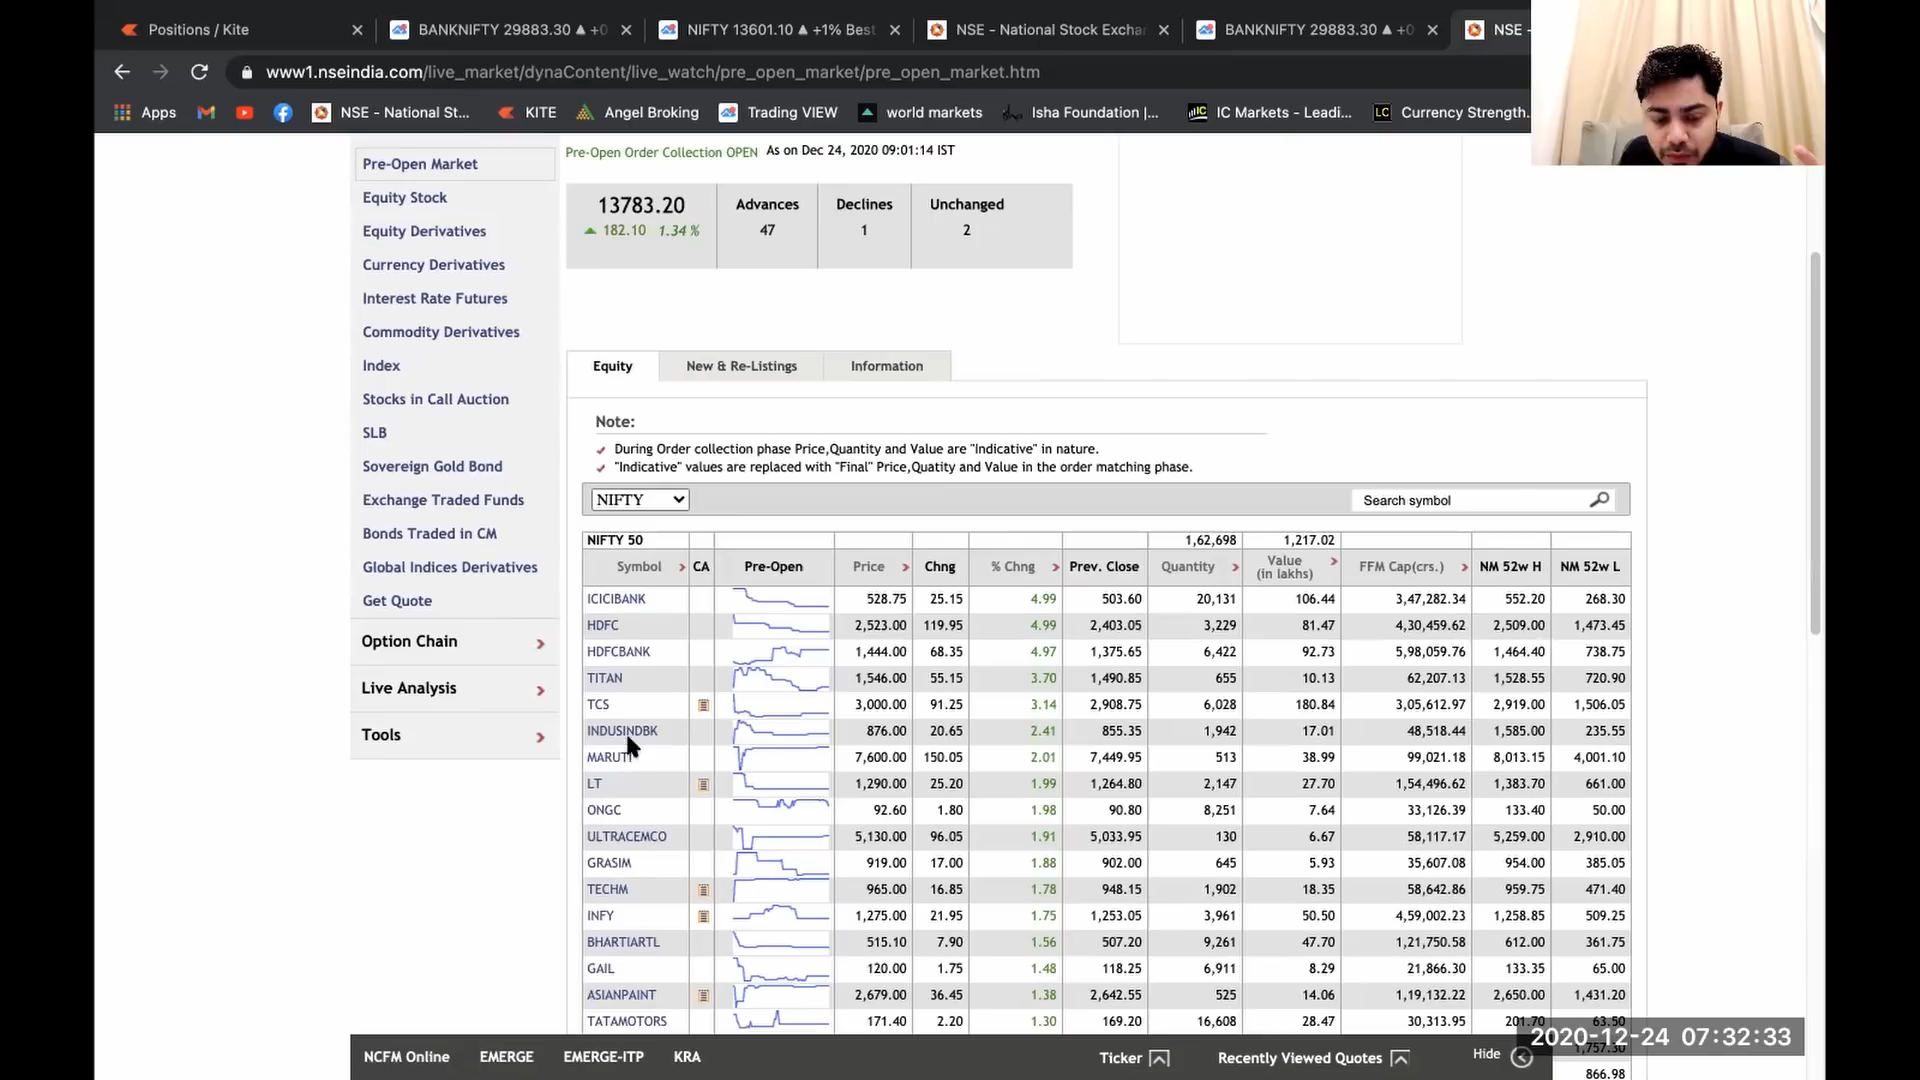 Positions / Kite
BANKNIFTY 29883.30 ▲ +0
NIFTY 13601.10 ▲ +1% Best
NSE - National Stock Exchan
BANKNIFTY 29883.30 ▲ +0
NSE -
www1.nseindia.com/live_market/dynaContent/live_watch/pre_open_market/pre_open_market.htm
Apps
NSE - National St...
KITE
Angel Broking
Trading VIEW
world markets
Isha Foundation |...
IC Markets - Leadi...
LC
Currency Strength.
Pre-Open Market
Equity Stock
Equity Derivatives
Currency Derivatives
Interest Rate Futures
Commodity Derivatives
Index
Stocks in Call Auction
SLB
Sovereign Gold Bond
Exchange Traded Funds
Bonds Traded in CM
Global Indices Derivatives
Get Quote
Option Chain
Live Analysis
Tools
Pre-Open Order Collection OPEN As on Dec 24, 2020 09:01:14 IST
13783.20 Advances Declines Unchanged
182.10 1.34 % 47 1 2
Equity New & Re-Listings Information
Note:
During Order collection phase Price,Quantity and Value are "Indicative" in nature.
"Indicative" values are replaced with "Final" Price,Quatity and Value in the order matching phase.
NIFTY Search symbol
NIFTY 50 1,62,698 1,217.02
Symbol CA Pre-Open Price Chng % Chng Prev. Close Quantity Value (in lakhs) FFM Cap(crs.) NM 52w H NM 52w L
ICICIBANK 528.75 25.15 4.99 503.60 20,131 106.44 3,47,282.34 552.20 268.30
HDFC 2,523.00 119.95 4.99 2,403.05 3,229 81.47 4,30,459.62 2,509.00 1,473.45
HDFCBANK 1,444.00 68.35 4.97 1,375.65 6,422 92.73 5,98,059.76 1,464.40 738.75
TITAN 1,546.00 55.15 3.70 1,490.85 655 10.13 62,207.13 1,528.55 720.90
TCS 3,000.00 91.25 3.14 2,908.75 6,028 180.84 3,05,612.97 2,919.00 1,506.05
INDUSINDBK 876.00 20.65 2.41 855.35 1,942 17.01 48,518.44 1,585.00 235.55
MARUTI 7,600.00 150.05 2.01 7,449.95 513 38.99 99,021.18 8,013.15 4,001.10
LT 1,290.00 25.20 1.99 1,264.80 2,147 27.70 1,54,496.62 1,383.70 661.00
ONGC 92.60 1.80 1.98 90.80 8,251 7.64 33,126.39 133.40 50.00
ULTRACEMCO 5,130.00 96.05 1.91 5,033.95 130 6.67 58,117.17 5,259.00 2,910.00
GRASIM 919.00 17.00 1.88 902.00 645 5.93 35,607.08 954.00 385.05
TECHM 965.00 16.85 1.78 948.15 1,902 18.35 58,642.86 959.75 471.40
INFY 1,275.00 21.95 1.75 1,253.05 3,961 50.50 4,59,002.23 1,258.85 509.25
BHARTIARTL 515.10 7.90 1.56 507.20 9,261 47.70 1,21,750.58 612.00 361.75
GAIL 120.00 1.75 1.48 118.25 6,911 8.29 21,866.30 133.35 65.00
ASIANPAINT 2,679.00 36.45 1.38 2,642.55 525 14.06 1,19,132.22 2,650.00 1,431.20
TATAMOTORS 171.40 2.20 1.30 169.20 16,608 28.47 30,313.95 201.70 63.50
1,757.30
866.98
NCFM Online EMERGE EMERGE-ITP KRA Ticker Recently Viewed Quotes Hide
2020-12-24 07:32:33